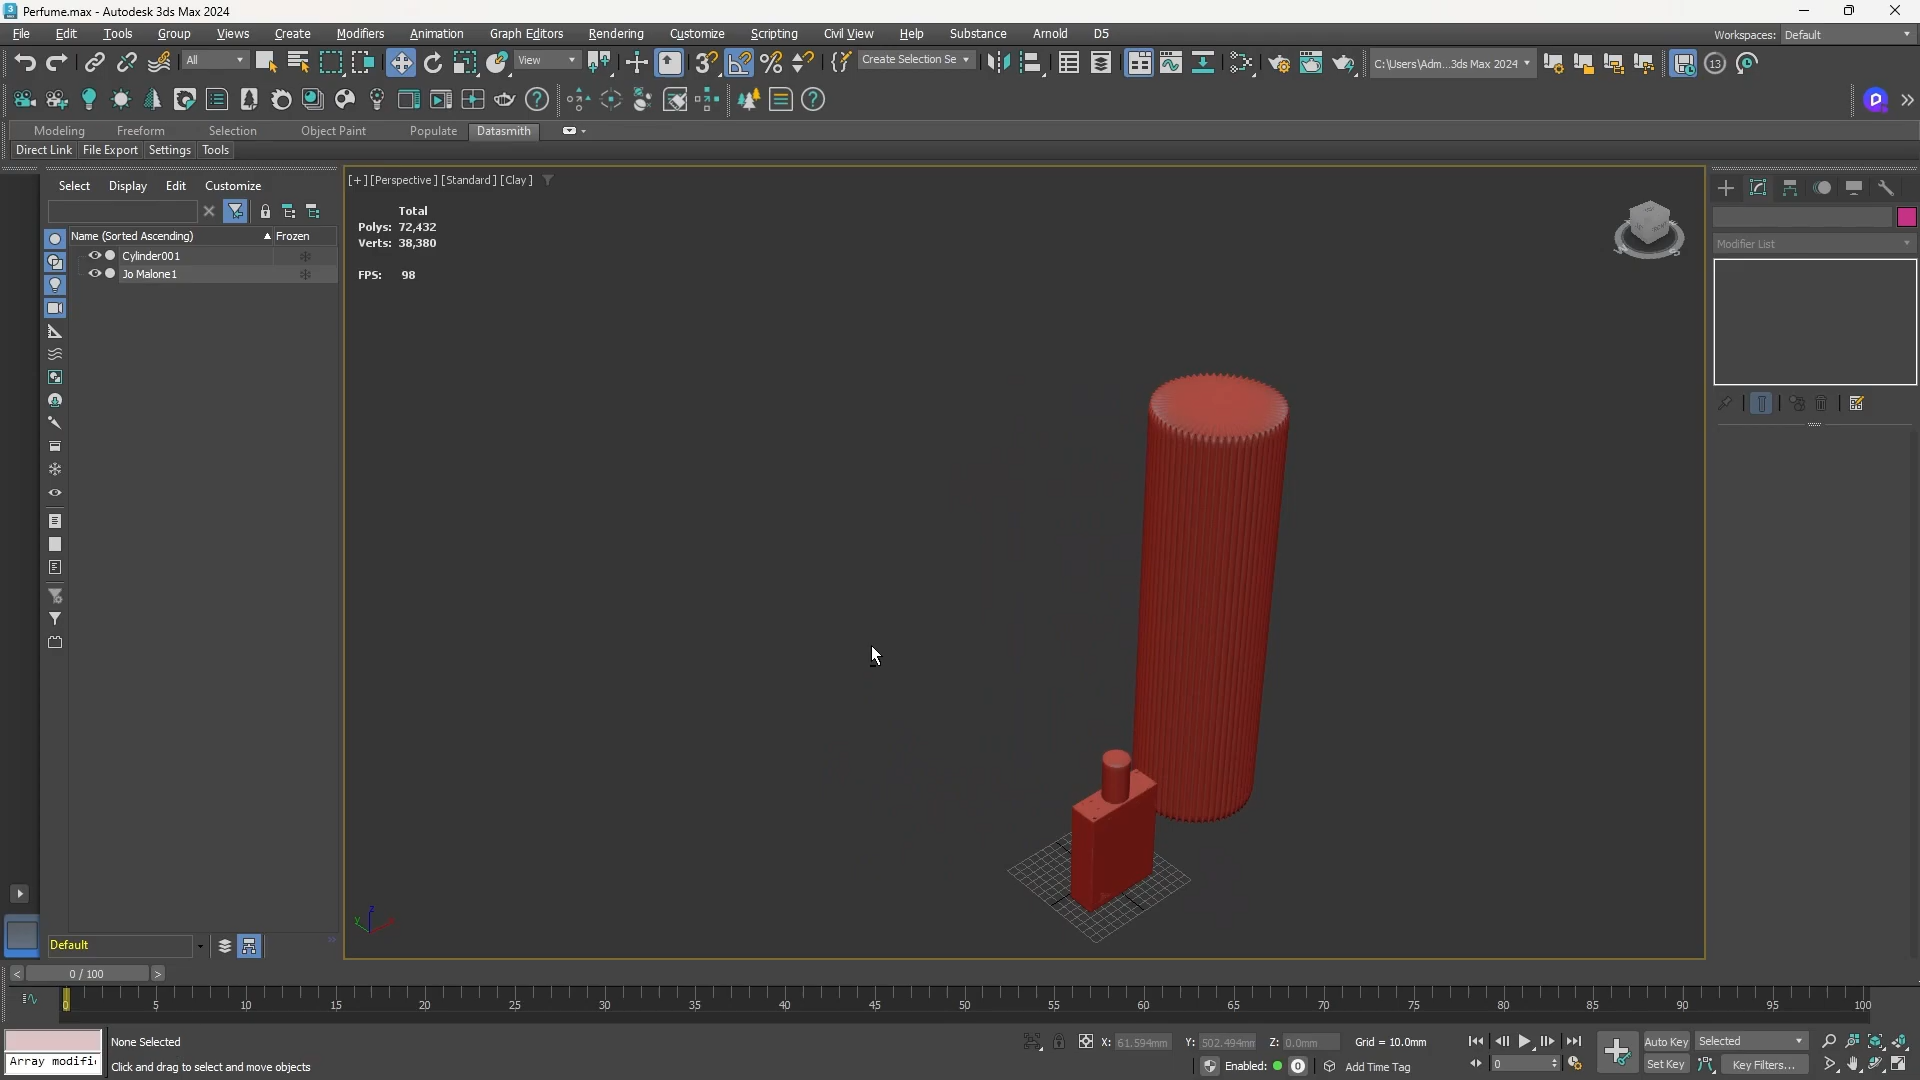 Perfume.max - Autodesk 3ds Max 2024
File Edit Tools Group Views Create Modifiers Animation Graph Editors Rendering Customize Scripting Civil View Help Substance Arnold D5 Workspaces: Default
All View Create Selection Se C:\Users\Adm...3ds Max 2024
Modeling Freeform Selection Object Paint Populate Datasmith
Direct Link File Export Settings Tools
Select Display Edit Customize
[+] [Perspective] [Standard] [Clay]
Name (Sorted Ascending) Frozen
Cylinder001
Jo Malone1
Total
Polys: 72,432
Verts: 38,380
FPS: 98
Modifier List
Default
0 / 100
0 5 10 15 20 25 30 35 40 45 50 55 60 65 70 75 80 85 90 95 100
None Selected
X: 61.594mm Y: 502.494mm Z: 0.0mm Grid = 10.0mm
Auto Key Selected
Array modifi
Click and drag to select and move objects
Enabled: 0 Add Time Tag
0
Set Key Key Filters...